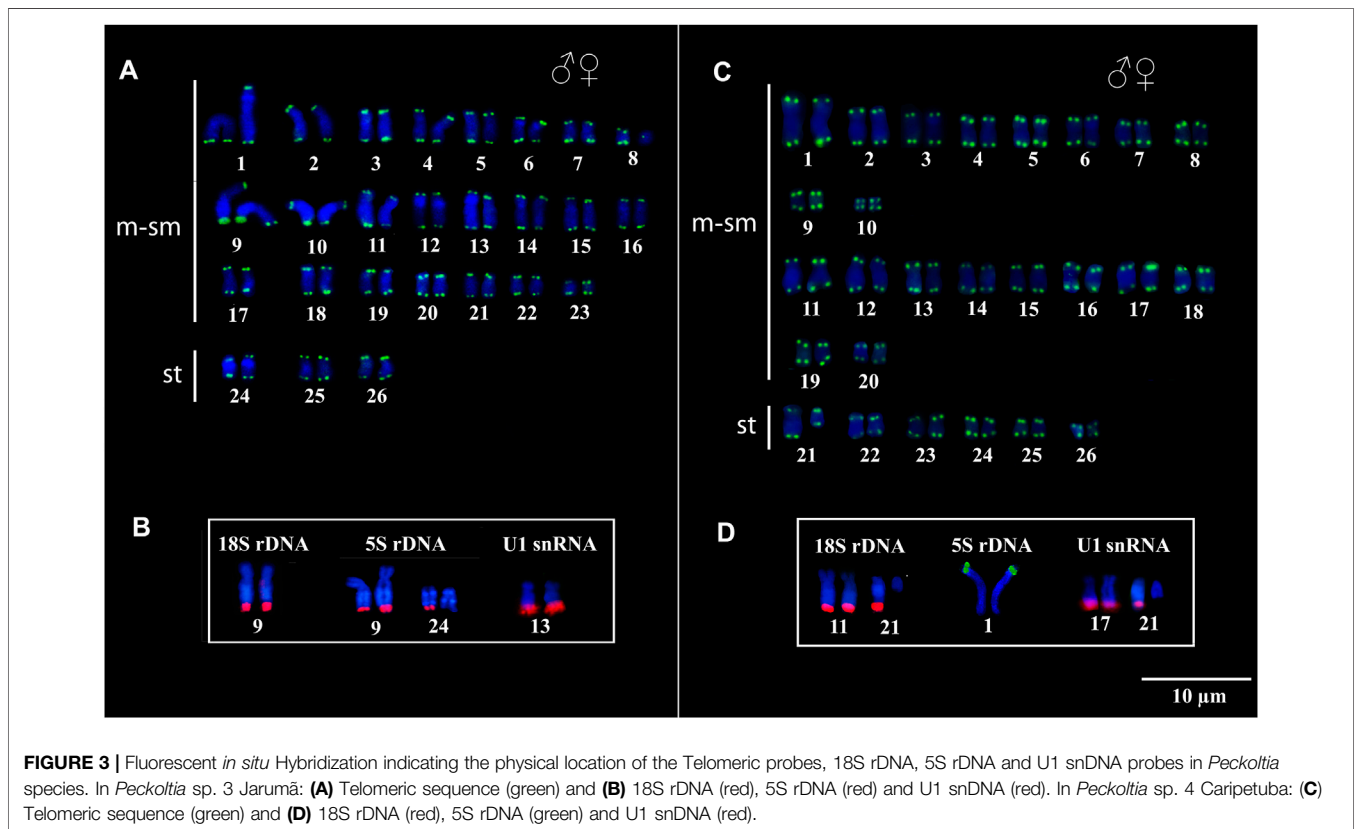 A
♂♀
1 2 3 4 5 6 7 8
m-sm
9 10 11 12 13 14 15 16
17 18 19 20 21 22 23
st
24 25 26
B
18S rDNA 5S rDNA U1 snRNA
9 9 24 13
C
♂♀
1 2 3 4 5 6 7 8
m-sm
9 10
11 12 13 14 15 16 17 18
19 20
st
21 22 23 24 25 26
D
18S rDNA 5S rDNA U1 snRNA
11 21 1 17 21
10 µm
FIGURE 3 | Fluorescent in situ Hybridization indicating the physical location of the Telomeric probes, 18S rDNA, 5S rDNA and U1 snDNA probes in Peckoltia
species. In Peckoltia sp. 3 Jarumã: (A) Telomeric sequence (green) and (B) 18S rDNA (red), 5S rDNA (red) and U1 snDNA (red). In Peckoltia sp. 4 Caripetuba: (C)
Telomeric sequence (green) and (D) 18S rDNA (red), 5S rDNA (green) and U1 snDNA (red).